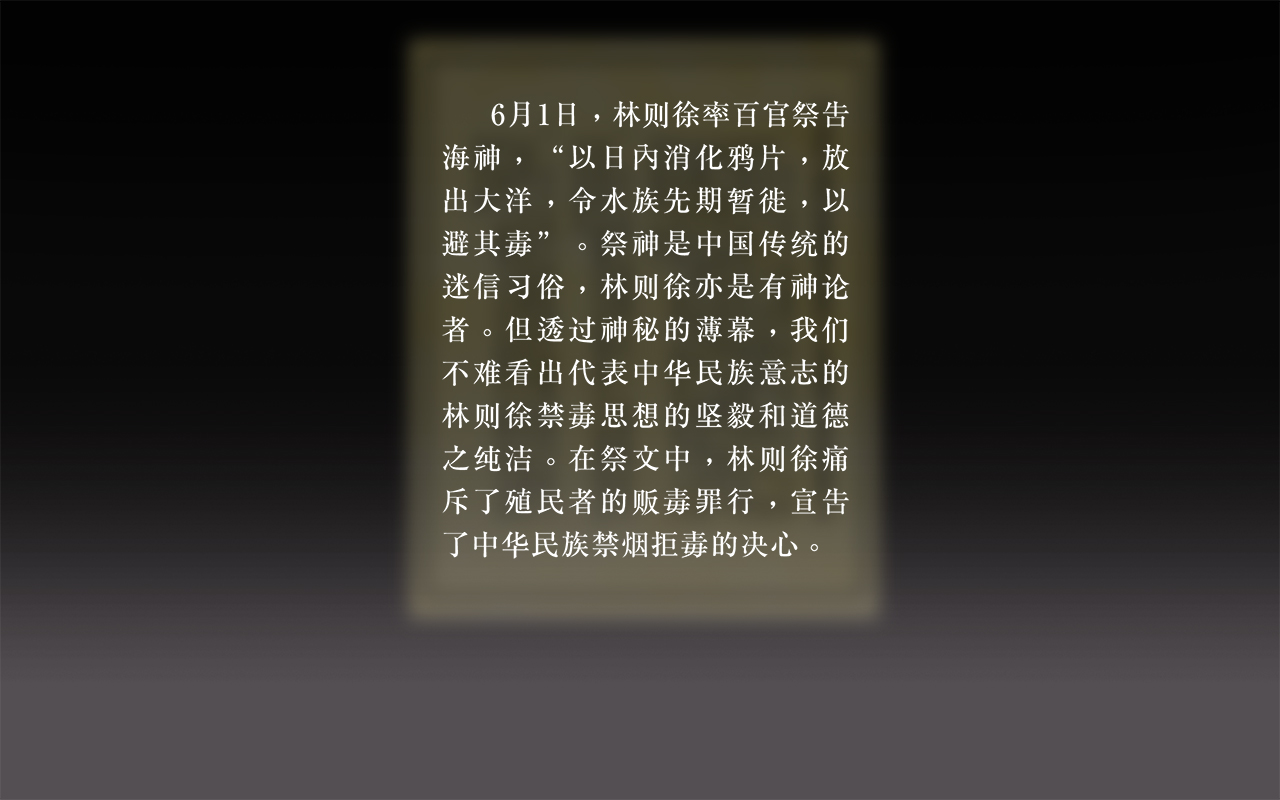 6月1日，林则徐率百官祭告
海神，“以日内消化鸦片，放
出大洋，令水族先期暂徙，以
避其毒”。祭神是中国传统的
迷信习俗，林则徐亦是有神论
者。但透过神秘的薄幕，我们
不难看出代表中华民族意志的
林则徐禁毒思想的坚毅和道德
之纯洁。在祭文中，林则徐痛
斥了殖民者的贩毒罪行，宣告
了中华民族禁烟拒毒的决心。